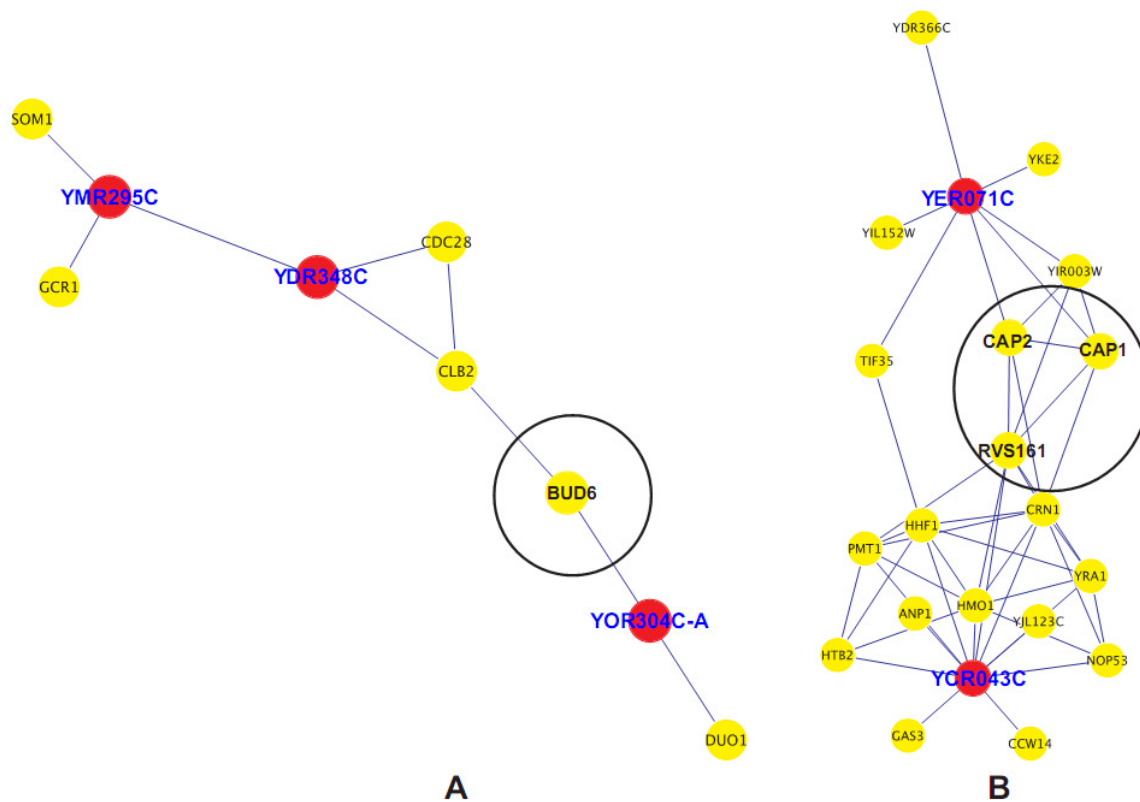 YDR366C
SOM1
YKE2
YMR295C
YER071C
YIL152W
CDC28
YDR348C
YIR003W
GCR1
CAP2
CAP1
TIF35
CLB2
RVS161
BUD6
CRN1
HHF1
PMT1
YRA1
HMO1
ANP1
YJL123C
YOR304C-A
HTB2
NOP53
YCR043C
GAS3
DUO1
CCW14
A
B